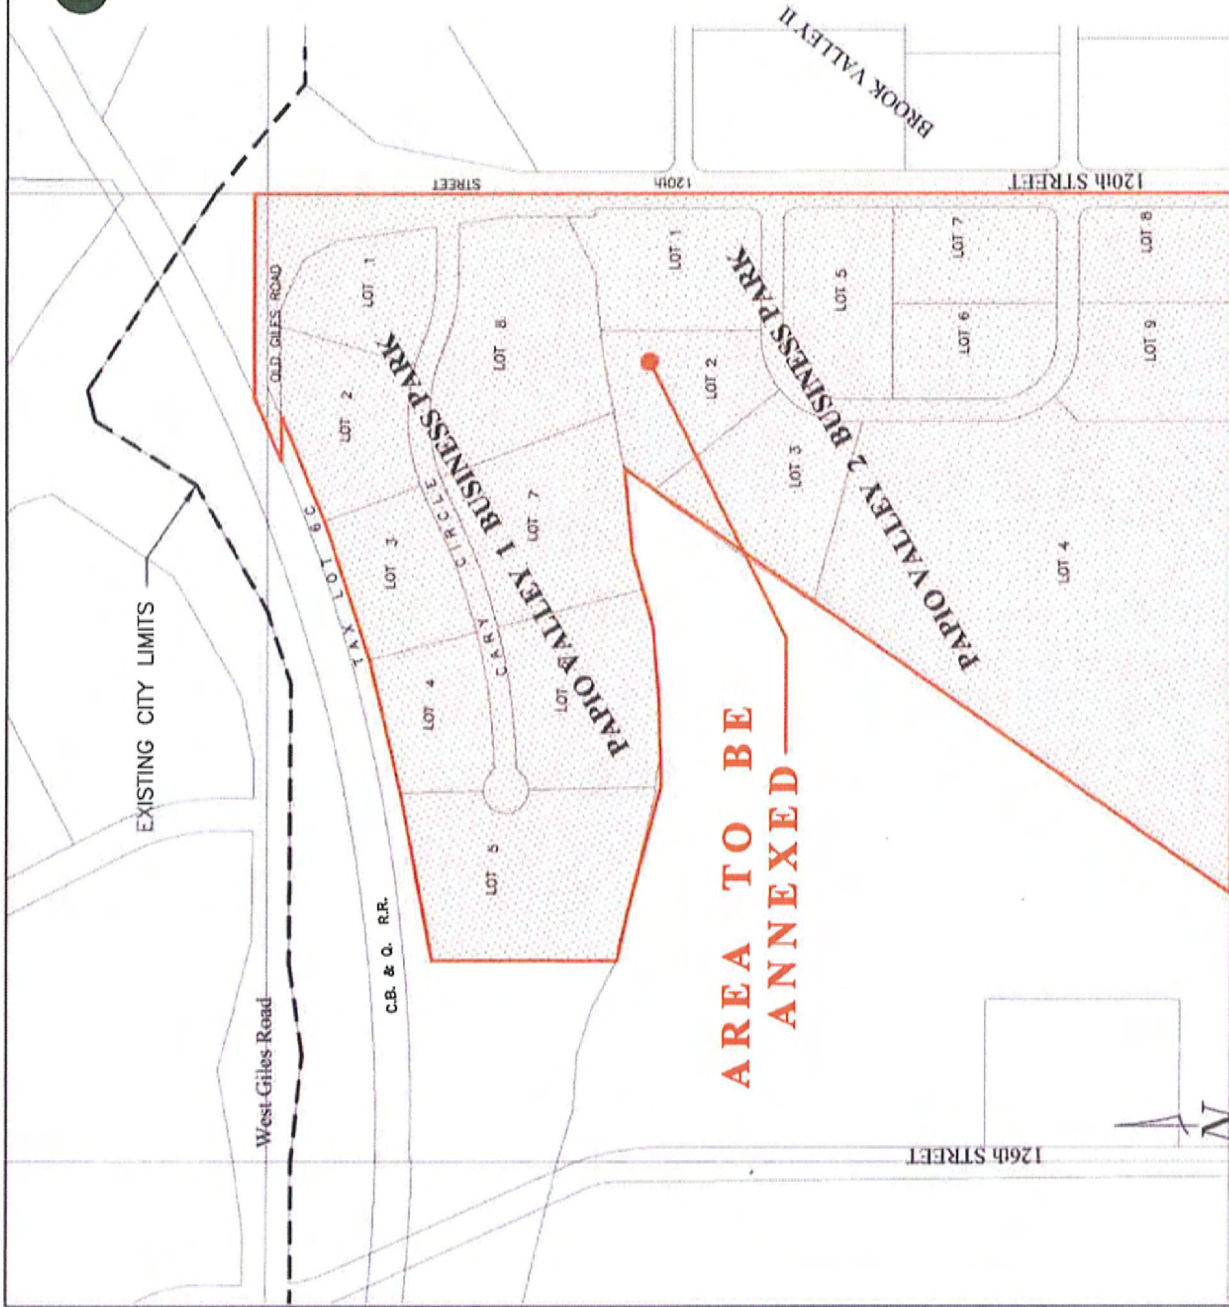 BROOK VALLEY II
EXISTING CITY LIMITS
West Giles Road
C.B. & Q. R.R.
TAX LOT 6C
OLD GILES ROAD
120th STREET
120th STREET
126th STREET
PAPIO VALLEY 1 BUSINESS PARK
LOT 1
LOT 2
LOT 3
LOT 4
LOT 5
LOT
LOT 7
LOT 8
CARY CIRCLE
PAPIO VALLEY 2 BUSINESS PARK
LOT 1
LOT 2
LOT 3
LOT 4
LOT 5
LOT 6
LOT 7
LOT 8
LOT 9
AREA TO BE
ANNEXED
N